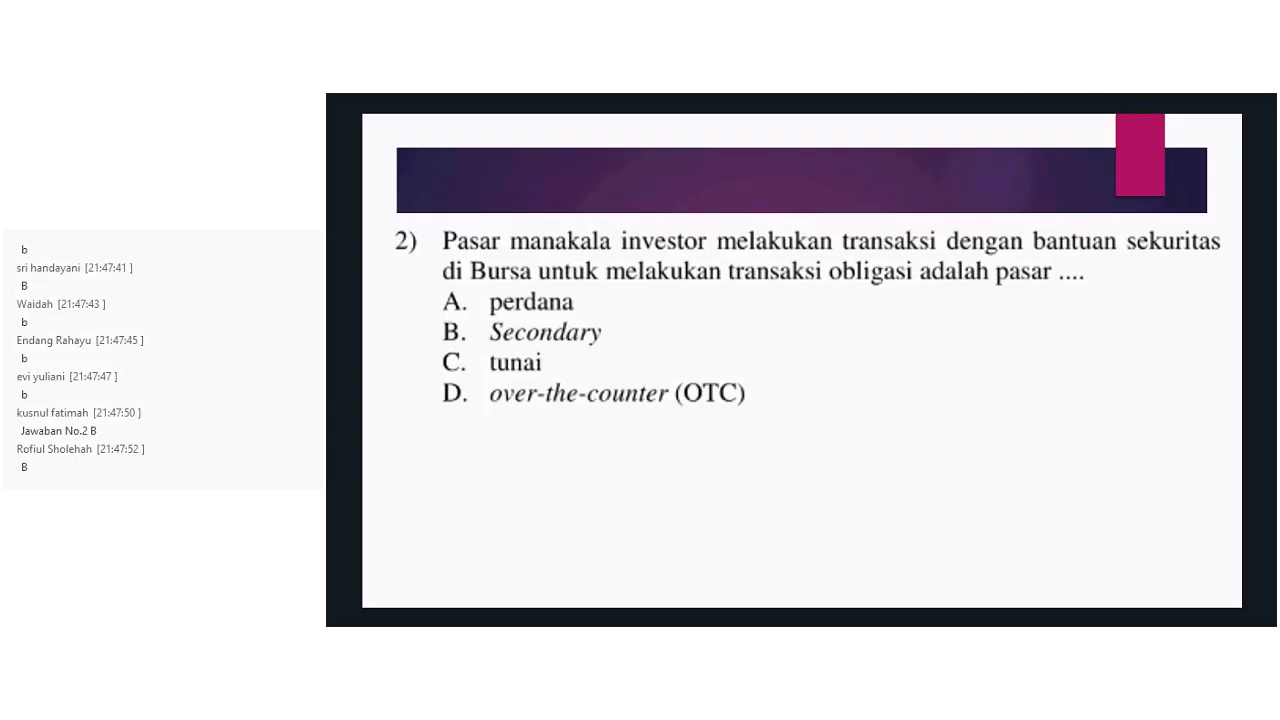 b
sri handayani [21:47:41 ]
B
Waidah [21:47:43 ]
b
Endang Rahayu [21:47:45 ]
b
evi yuliani [21:47:47 ]
b
kusnul fatimah [21:47:50 ]
Jawaban No.2 B
Rofiul Sholehah [21:47:52 ]
B
2) Pasar manakala investor melakukan transaksi dengan bantuan sekuritas
di Bursa untuk melakukan transaksi obligasi adalah pasar ....
A. perdana
B. Secondary
C. tunai
D. over-the-counter (OTC)